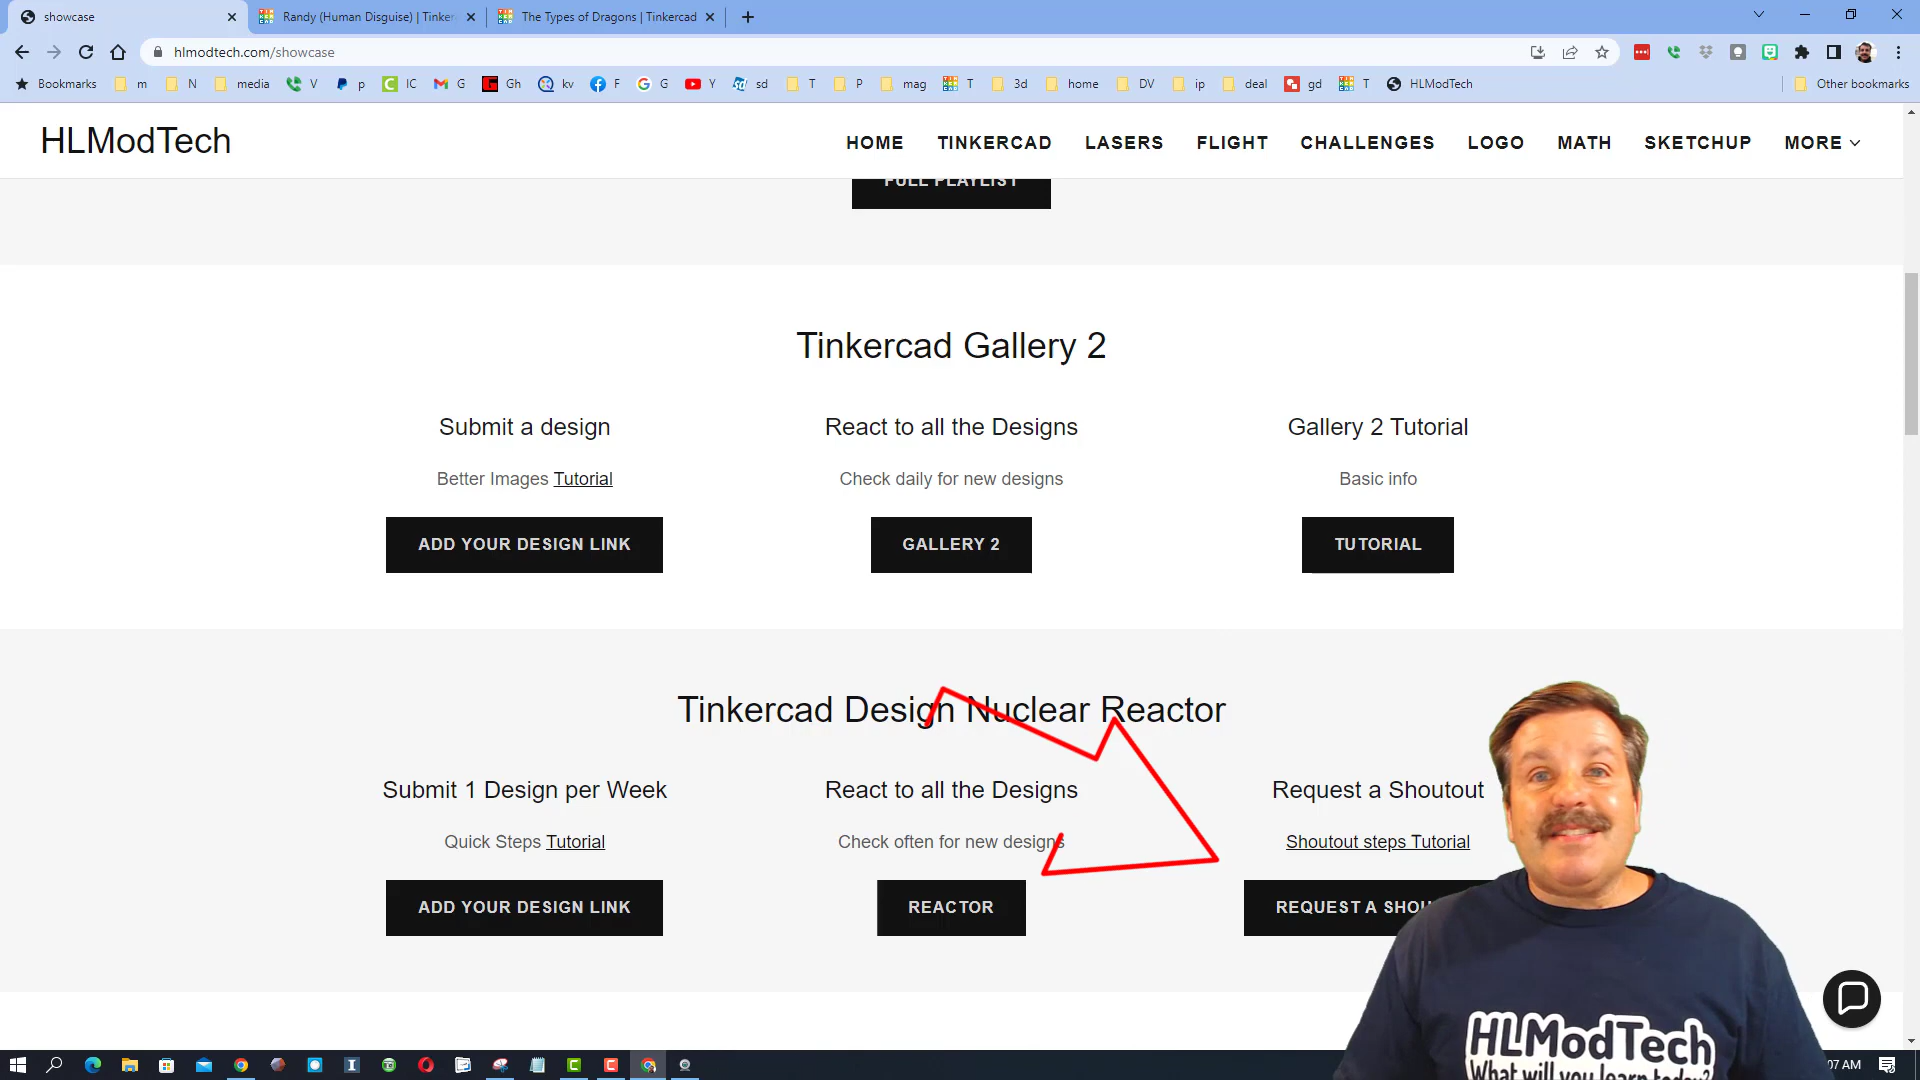 showcase
Randy (Human Disguise) | Tinker
The Types of Dragons | Tinkercad
hlmodtech.com/showcase
Bookmarks m N media V p IC G Gh kv F G Y sd T P mag T 3d home DV ip deal gd T HLModTech Other bookmarks
HLModTech
HOME TINKERCAD LASERS FLIGHT CHALLENGES LOGO MATH SKETCHUP MORE
FULL PLAYLIST
Tinkercad Gallery 2
Submit a design
Better Images Tutorial
ADD YOUR DESIGN LINK
React to all the Designs
Check daily for new designs
GALLERY 2
Gallery 2 Tutorial
Basic info
TUTORIAL
Tinkercad Design Nuclear Reactor
Submit 1 Design per Week
Quick Steps Tutorial
ADD YOUR DESIGN LINK
React to all the Designs
Check often for new designs
REACTOR
Request a Shoutout
Shoutout steps Tutorial
REQUEST A SHOU
HLModTech
What will you learn today?
07 AM